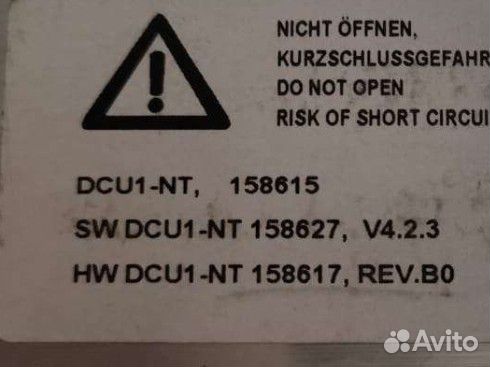 NICHT ÖFFNEN,
KURZSCHLUSSGEFAHR
DO NOT OPEN
RISK OF SHORT CIRCUI
DCU1-NT, 158615
SW DCU1-NT 158627, V4.2.3
HW DCU1-NT 158617, REV.B0
Avito